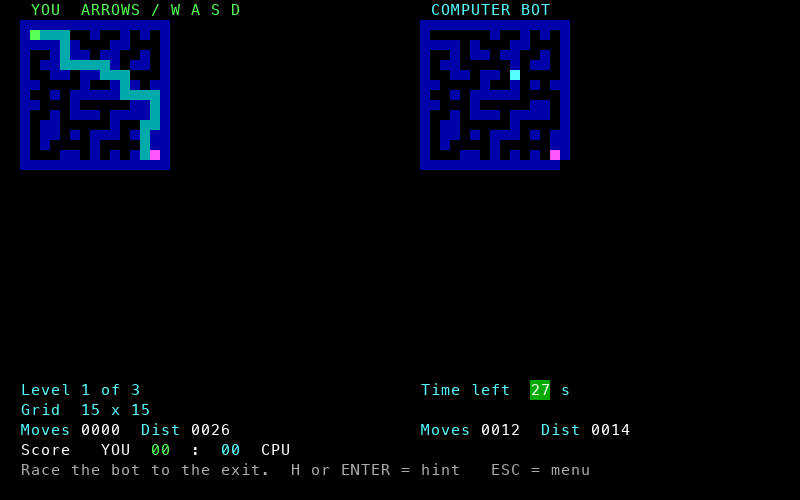 YOU  ARROWS / W A S D
COMPUTER BOT
Level 1 of 3
Time left  27 s
Grid  15 x 15
Moves 0000  Dist 0026
Moves 0012  Dist 0014
Score   YOU  00  :  00  CPU
Race the bot to the exit.  H or ENTER = hint   ESC = menu